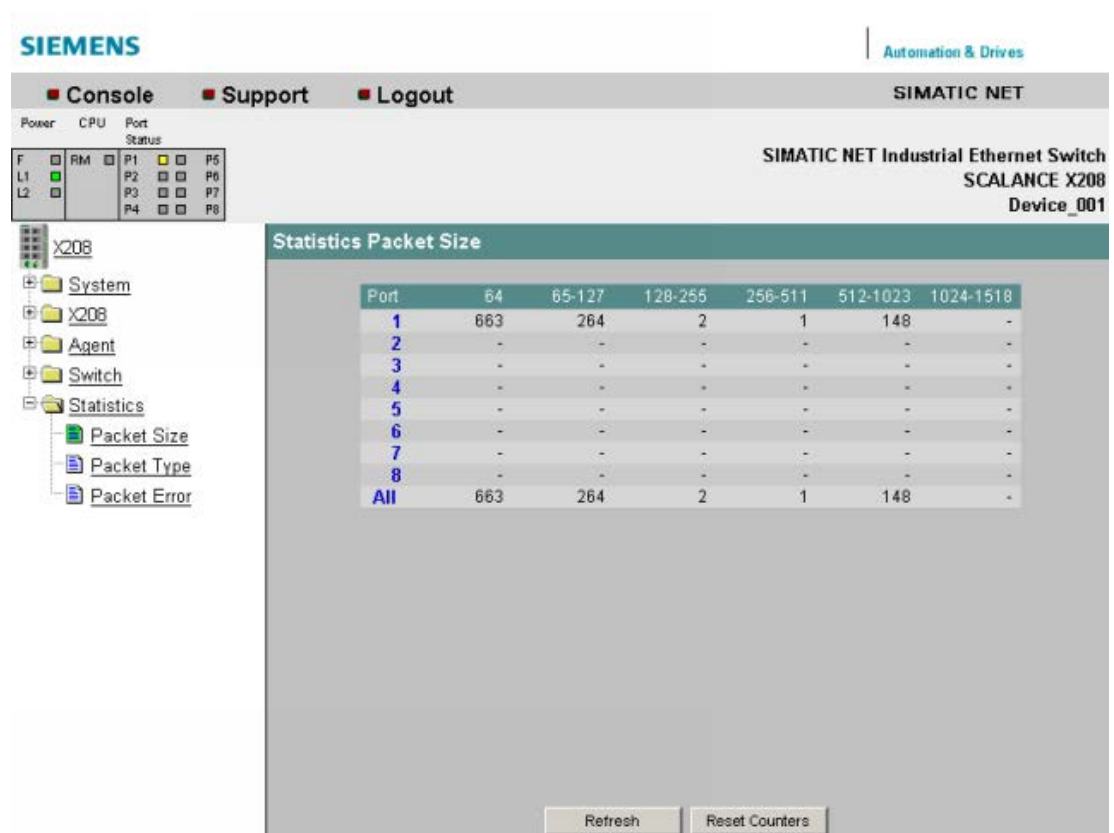 SIEMENS
Automation & Drives
Console Support Logout SIMATIC NET
Power CPU Port Status
F RM P1 P5
L1 P2 P6
L2 P3 P7
P4 P8
SIMATIC NET Industrial Ethernet Switch
SCALANCE X208
Device_001
X208
System
X208
Agent
Switch
Statistics
Packet Size
Packet Type
Packet Error
Statistics Packet Size
Port 64 65-127 128-255 256-511 512-1023 1024-1518
1 663 264 2 1 148 -
2 - - - - - -
3 - - - - - -
4 - - - - - -
5 - - - - - -
6 - - - - - -
7 - - - - - -
8 - - - - - -
All 663 264 2 1 148 -
Refresh Reset Counters